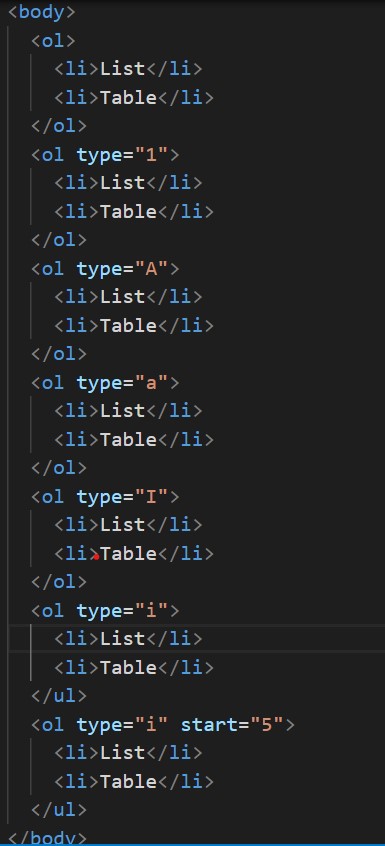 <body>
<ol>
<li>List</li>
<li>Table</li>
</ol>
<ol type="1">
<li>List</li>
<li>Table</li>
</ol>
<ol type="A">
<li>List</li>
<li>Table</li>
</ol>
<ol type="a">
<li>List</li>
<li>Table</li>
</ol>
<ol type="I">
<li>List</li>
<li>Table</li>
</ol>
<ol type="i">
<li>List</li>
<li>Table</li>
</ul>
<ol type="i" start="5">
<li>List</li>
<li>Table</li>
</ul>
</body>